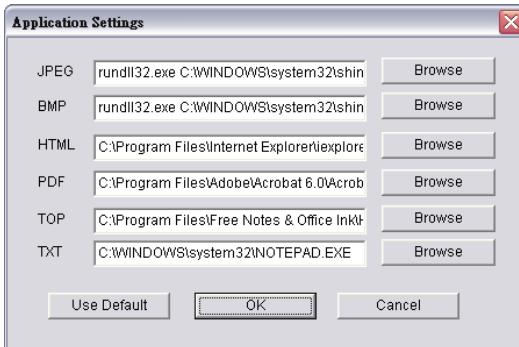 Application Settings
JPEG rundll32.exe C:\WINDOWS\system32\shin Browse
BMP rundll32.exe C:\WINDOWS\system32\shin Browse
HTML C:\Program Files\Internet Explorer\iexplore Browse
PDF C:\Program Files\Adobe\Acrobat 6.0\Acrob Browse
TOP C:\Program Files\Free Notes & Office Ink\ Browse
TXT C:\WINDOWS\system32\NOTEPAD.EXE Browse
Use Default OK Cancel